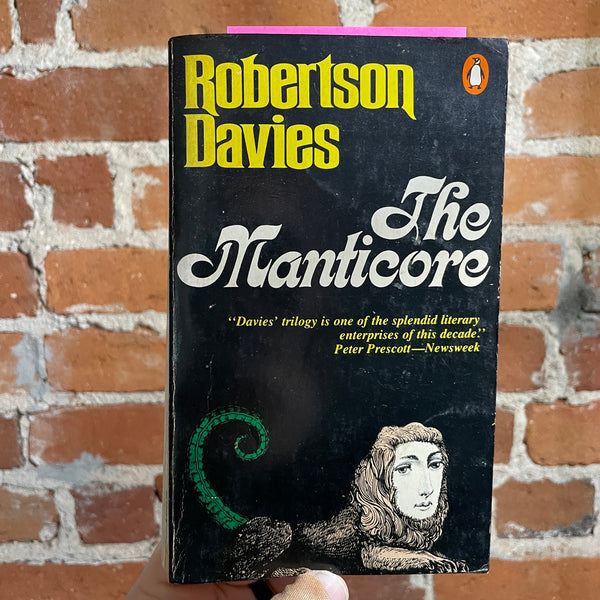 Robertson
Davies
The
Manticore
"Davies' trilogy is one of the splendid literary
enterprises of this decade."
Peter Prescott—Newsweek